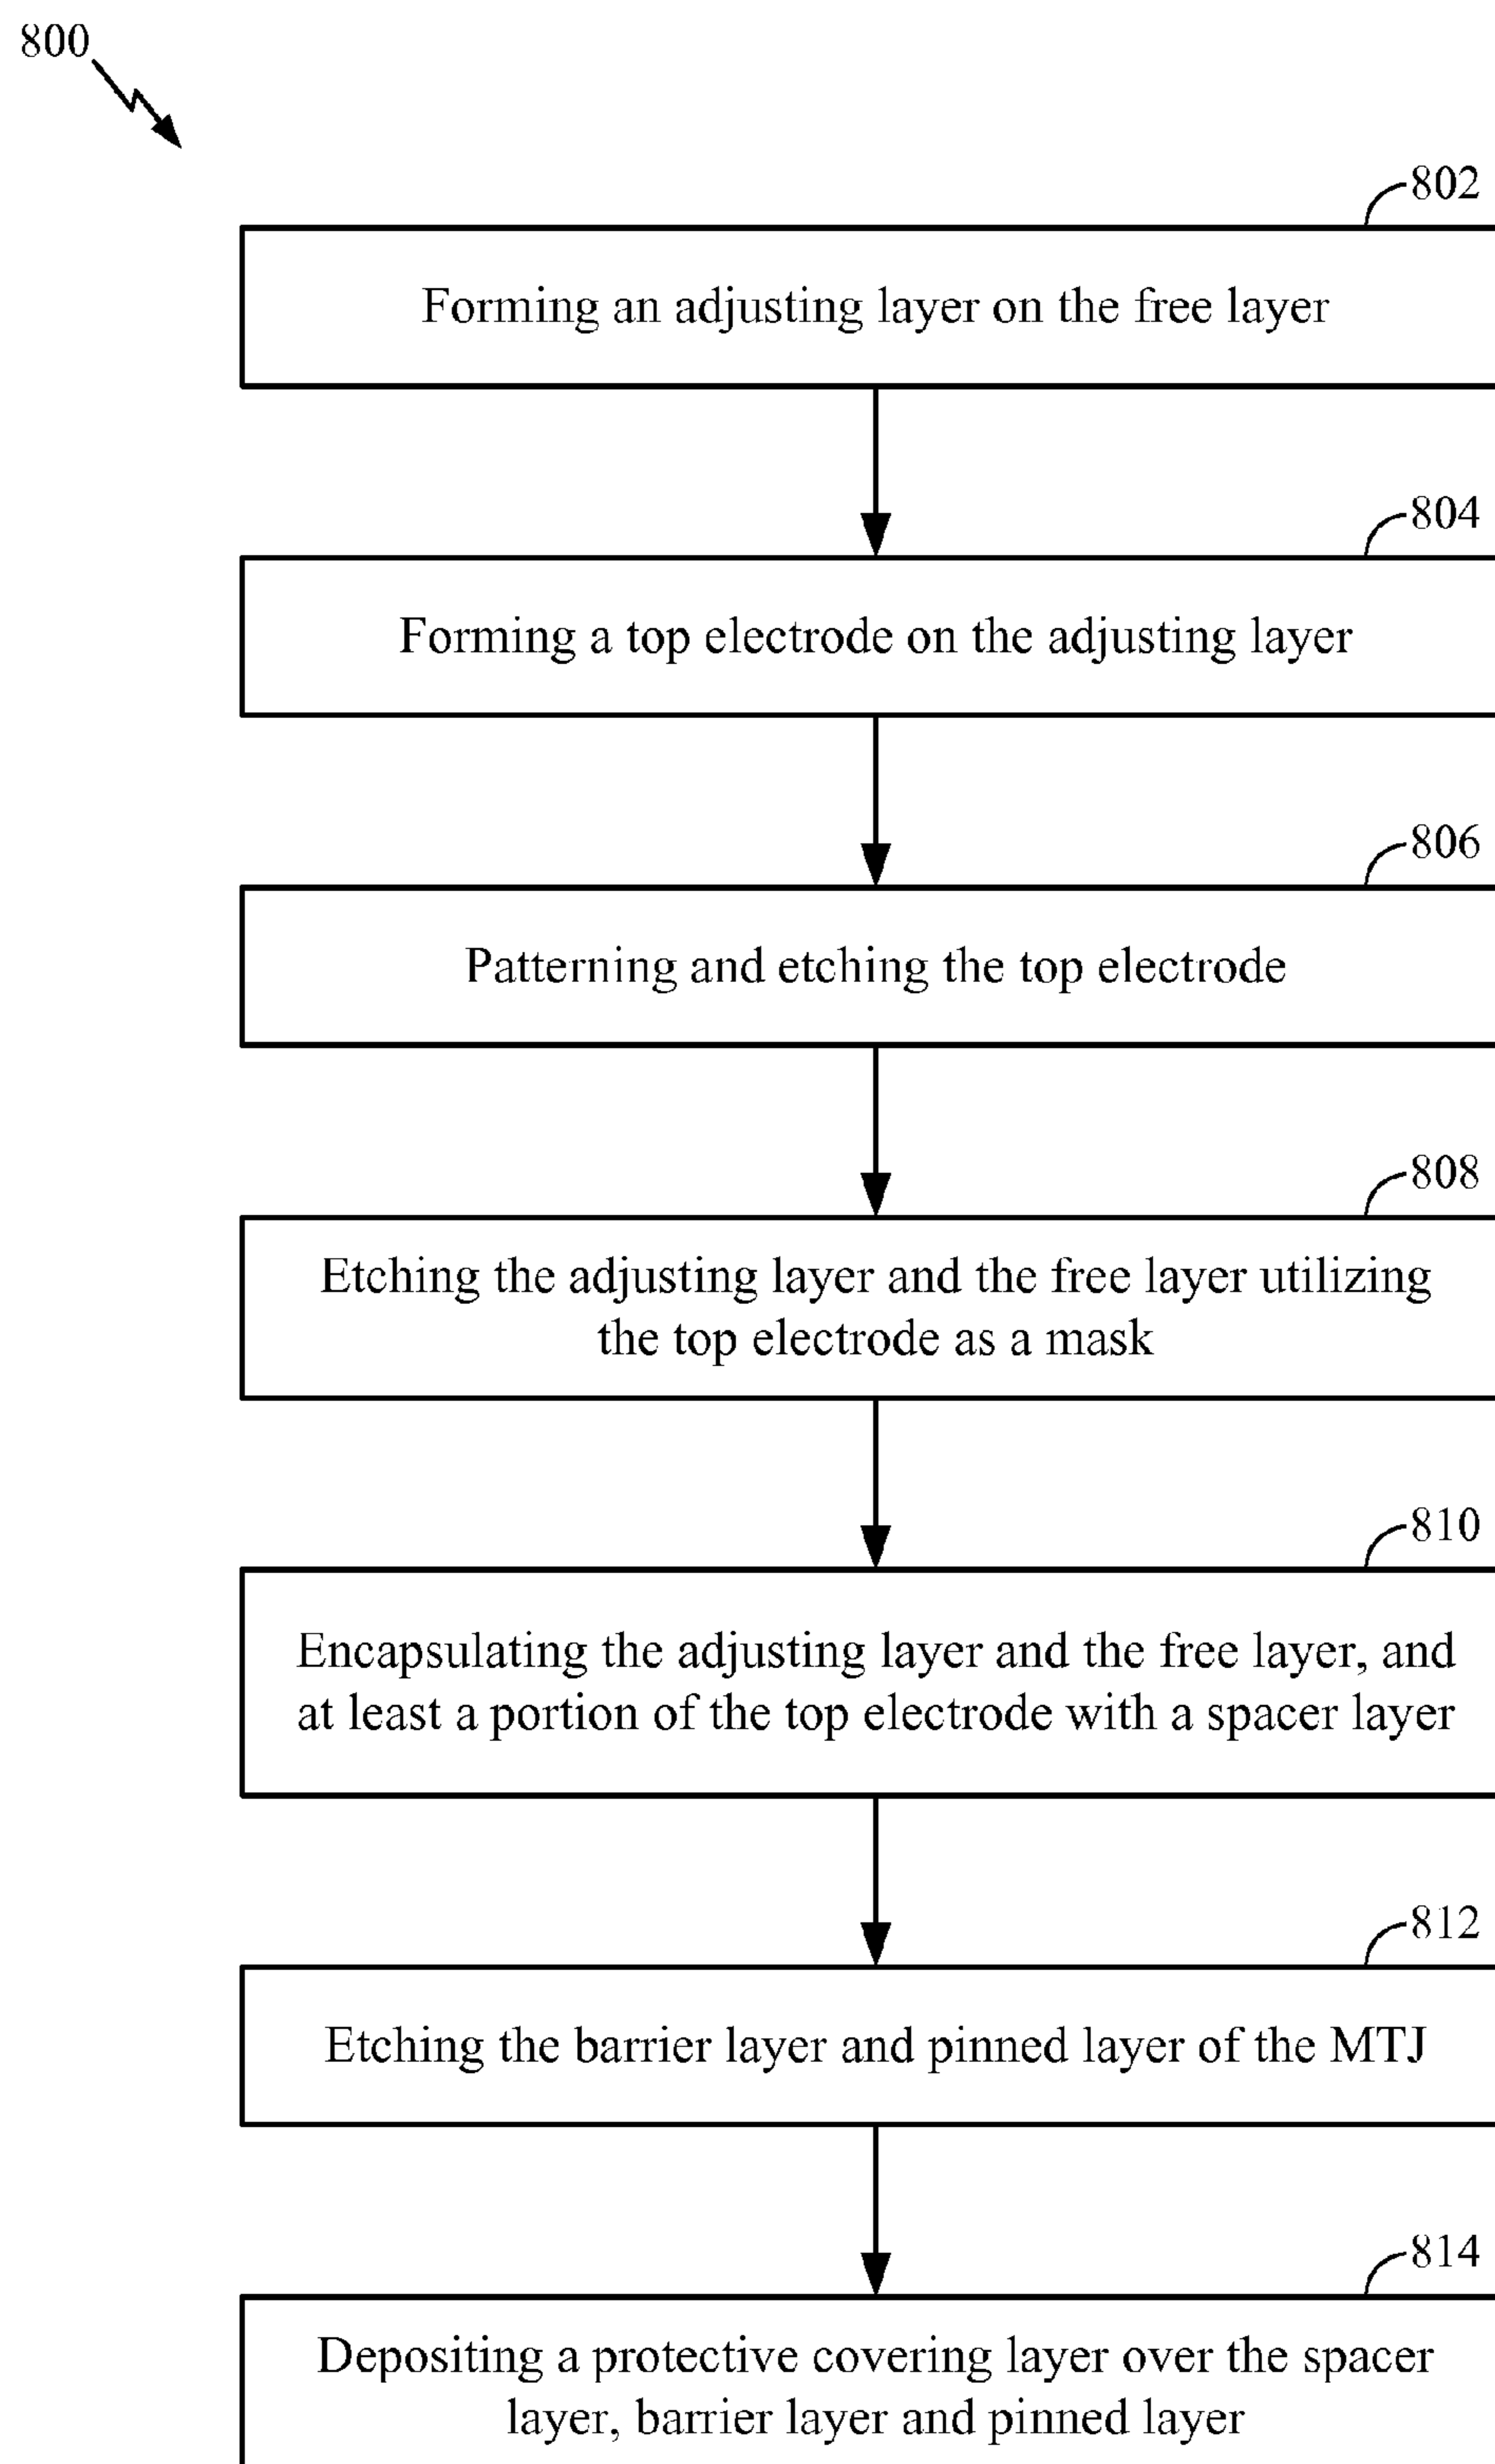 800
802
Forming an adjusting layer on the free layer
804
Forming a top electrode on the adjusting layer
806
Patterning and etching the top electrode
808
Etching the adjusting layer and the free layer utilizing
the top electrode as a mask
810
Encapsulating the adjusting layer and the free layer, and
at least a portion of the top electrode with a spacer layer
812
Etching the barrier layer and pinned layer of the MTJ
814
Depositing a protective covering layer over the spacer
layer, barrier layer and pinned layer